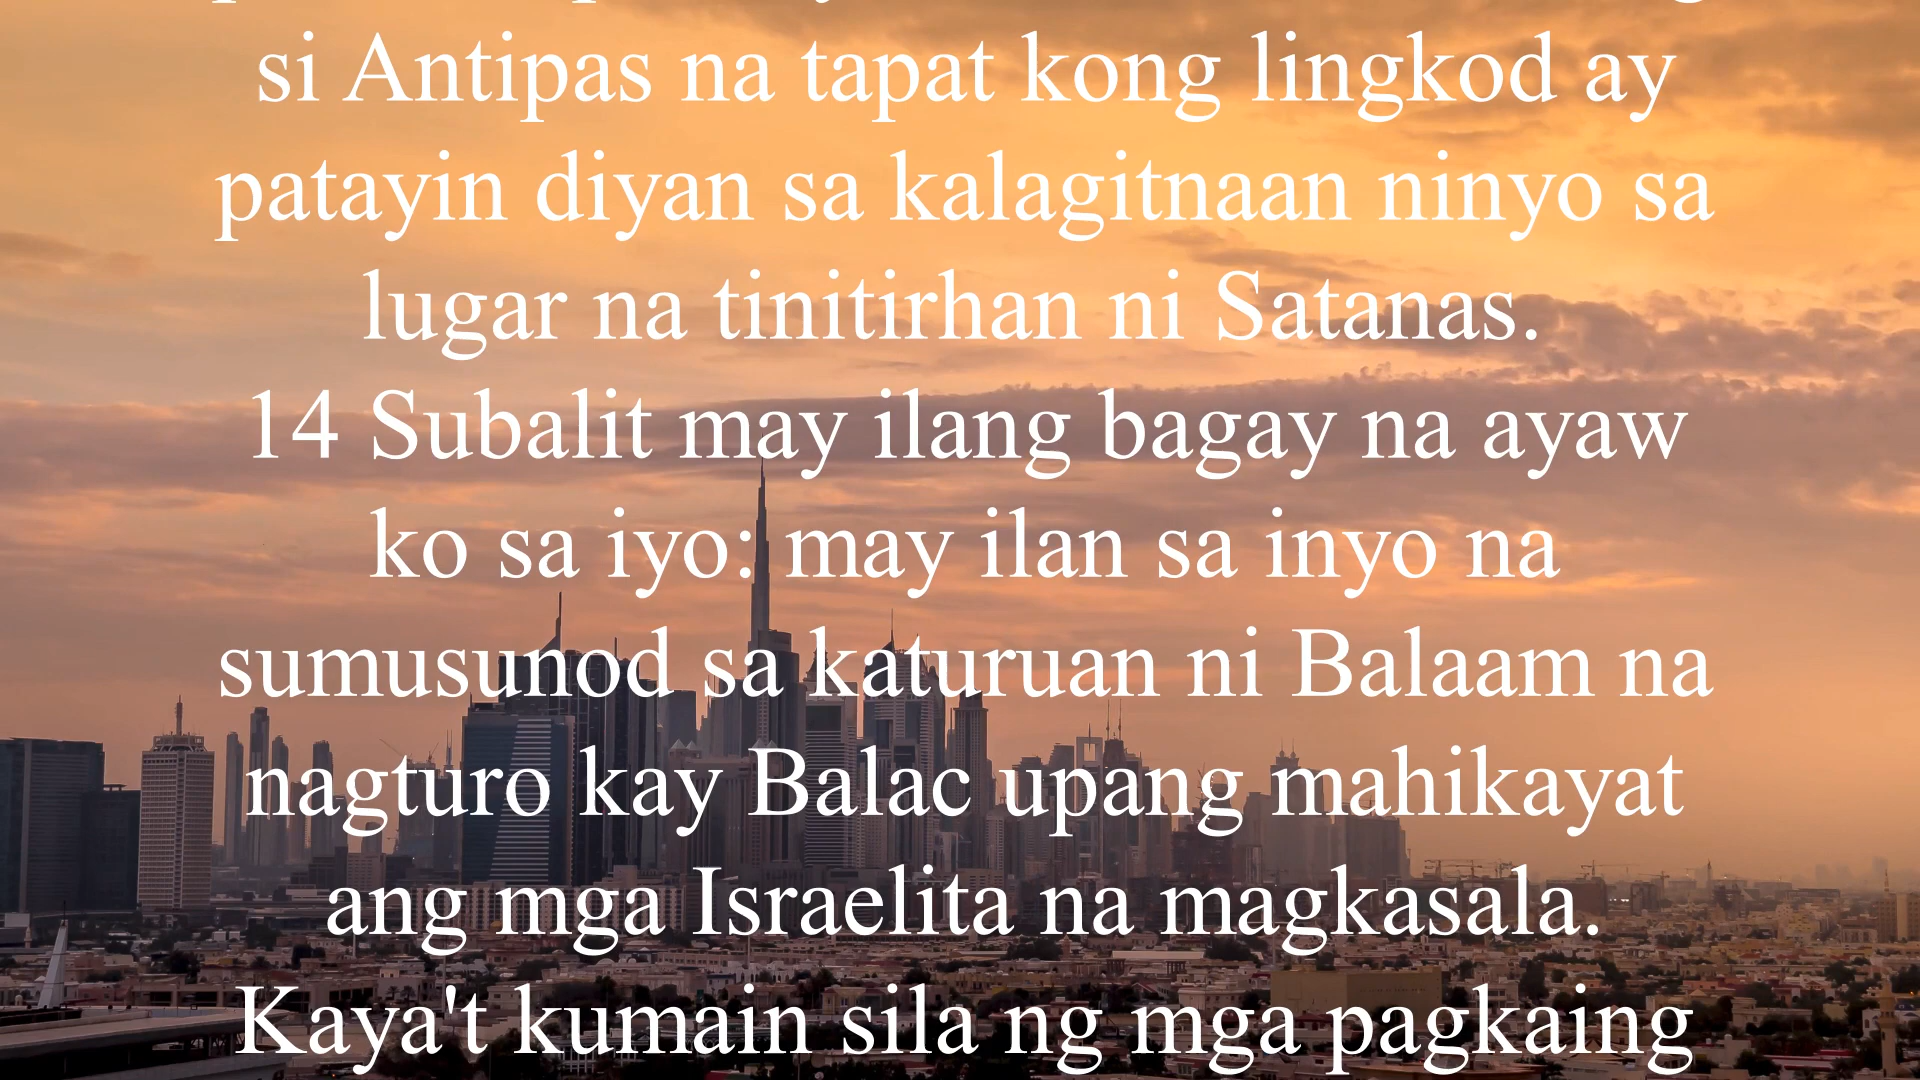 si Antipas na tapat kong lingkod ay
patayin diyan sa kalagitnaan ninyo sa
lugar na tinitirhan ni Satanas.
14 Subalit may ilang bagay na ayaw
ko sa iyo: may ilan sa inyo na
sumusunod sa katuruan ni Balaam na
nagturo kay Balac upang mahikayat
ang mga Israelita na magkasala.
Kaya't kumain sila ng mga pagkaing